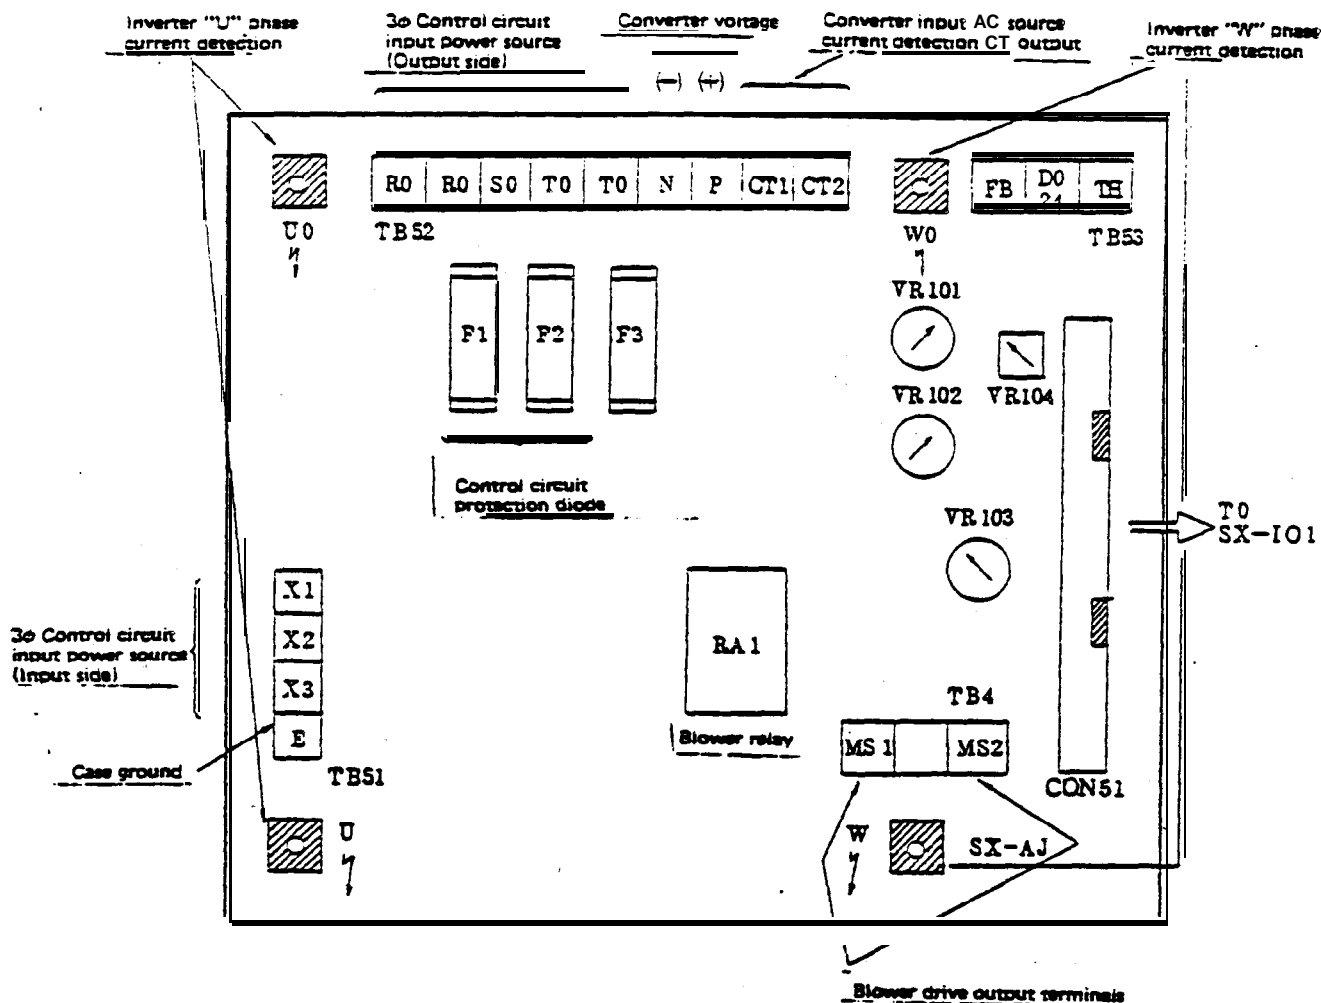 Inverter "U" phase
current detection
3ø Control circuit
input power source
(Output side)
Converter voltage
(—) (+)
Converter input AC source
current detection CT output
Inverter "W" phase
current detection
R0 R0 S0 T0 T0 N P CT1 CT2
TB52
U0
W0
FB D0 TH
24
TB53
VR101
F1 F2 F3
VR102
VR104
Control circuit
protection diode
VR103
T0
SX-IO1
X1
X2
X3
E
3ø Control circuit
input power source
(Input side)
Case ground
TB51
RA1
Blower relay
TB4
MS1 MS2
CON51
U
W
SX-AJ
Blower drive output terminals